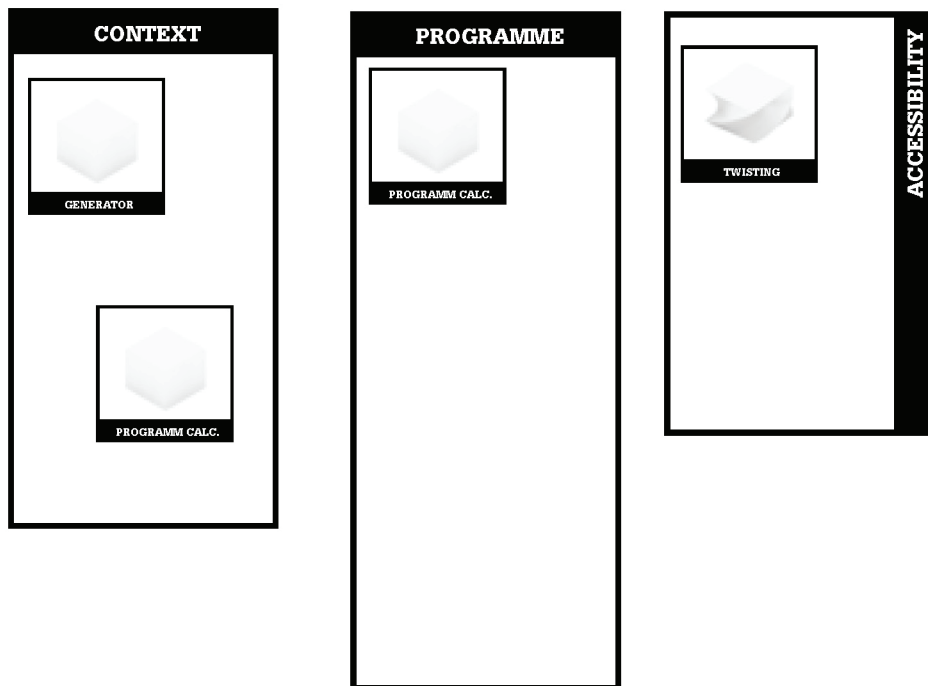 CONTEXT
GENERATOR
PROGRAMM CALC.
PROGRAMME
PROGRAMM CALC.
TWISTING
ACCESSIBILITY